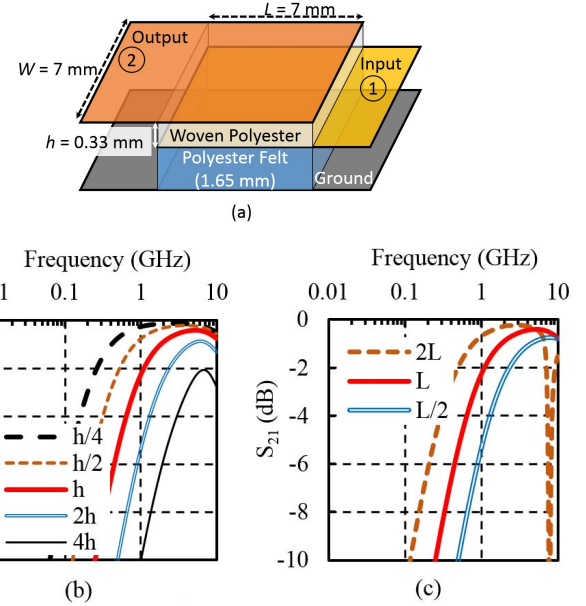 L = 7 mm
Output
2
W = 7 mm
Input
1
h = 0.33 mm
Woven Polyester
Polyester Felt
(1.65 mm)
Ground
(a)
Frequency (GHz)
1 0.1 1 10
h/4
h/2
h
2h
4h
(b)
Frequency (GHz)
0.01 0.1 1 10
0
-2
-4
-6
-8
-10
S21 (dB)
2L
L
L/2
(c)